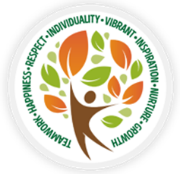 TEAMWORK • HAPPINESS • RESPECT • INDIVIDUALITY • VIBRANT • INSPIRATION • NURTURE • GROWTH